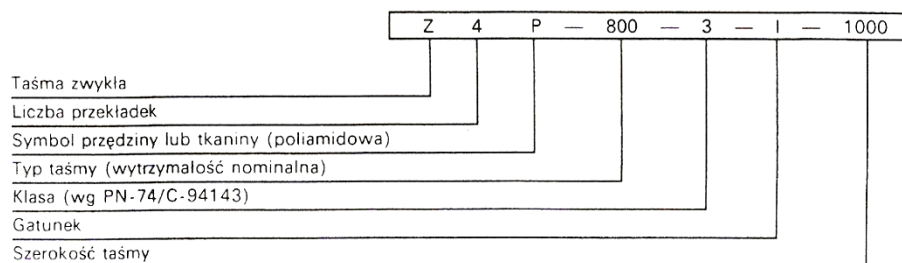 Z 4 P — 800 — 3 — I — 1000
Taśma zwykła
Liczba przekładek
Symbol przędziny lub tkaniny (poliamidowa)
Typ taśmy (wytrzymałość nominalna)
Klasa (wg PN-74/C-94143)
Gatunek
Szerokość taśmy